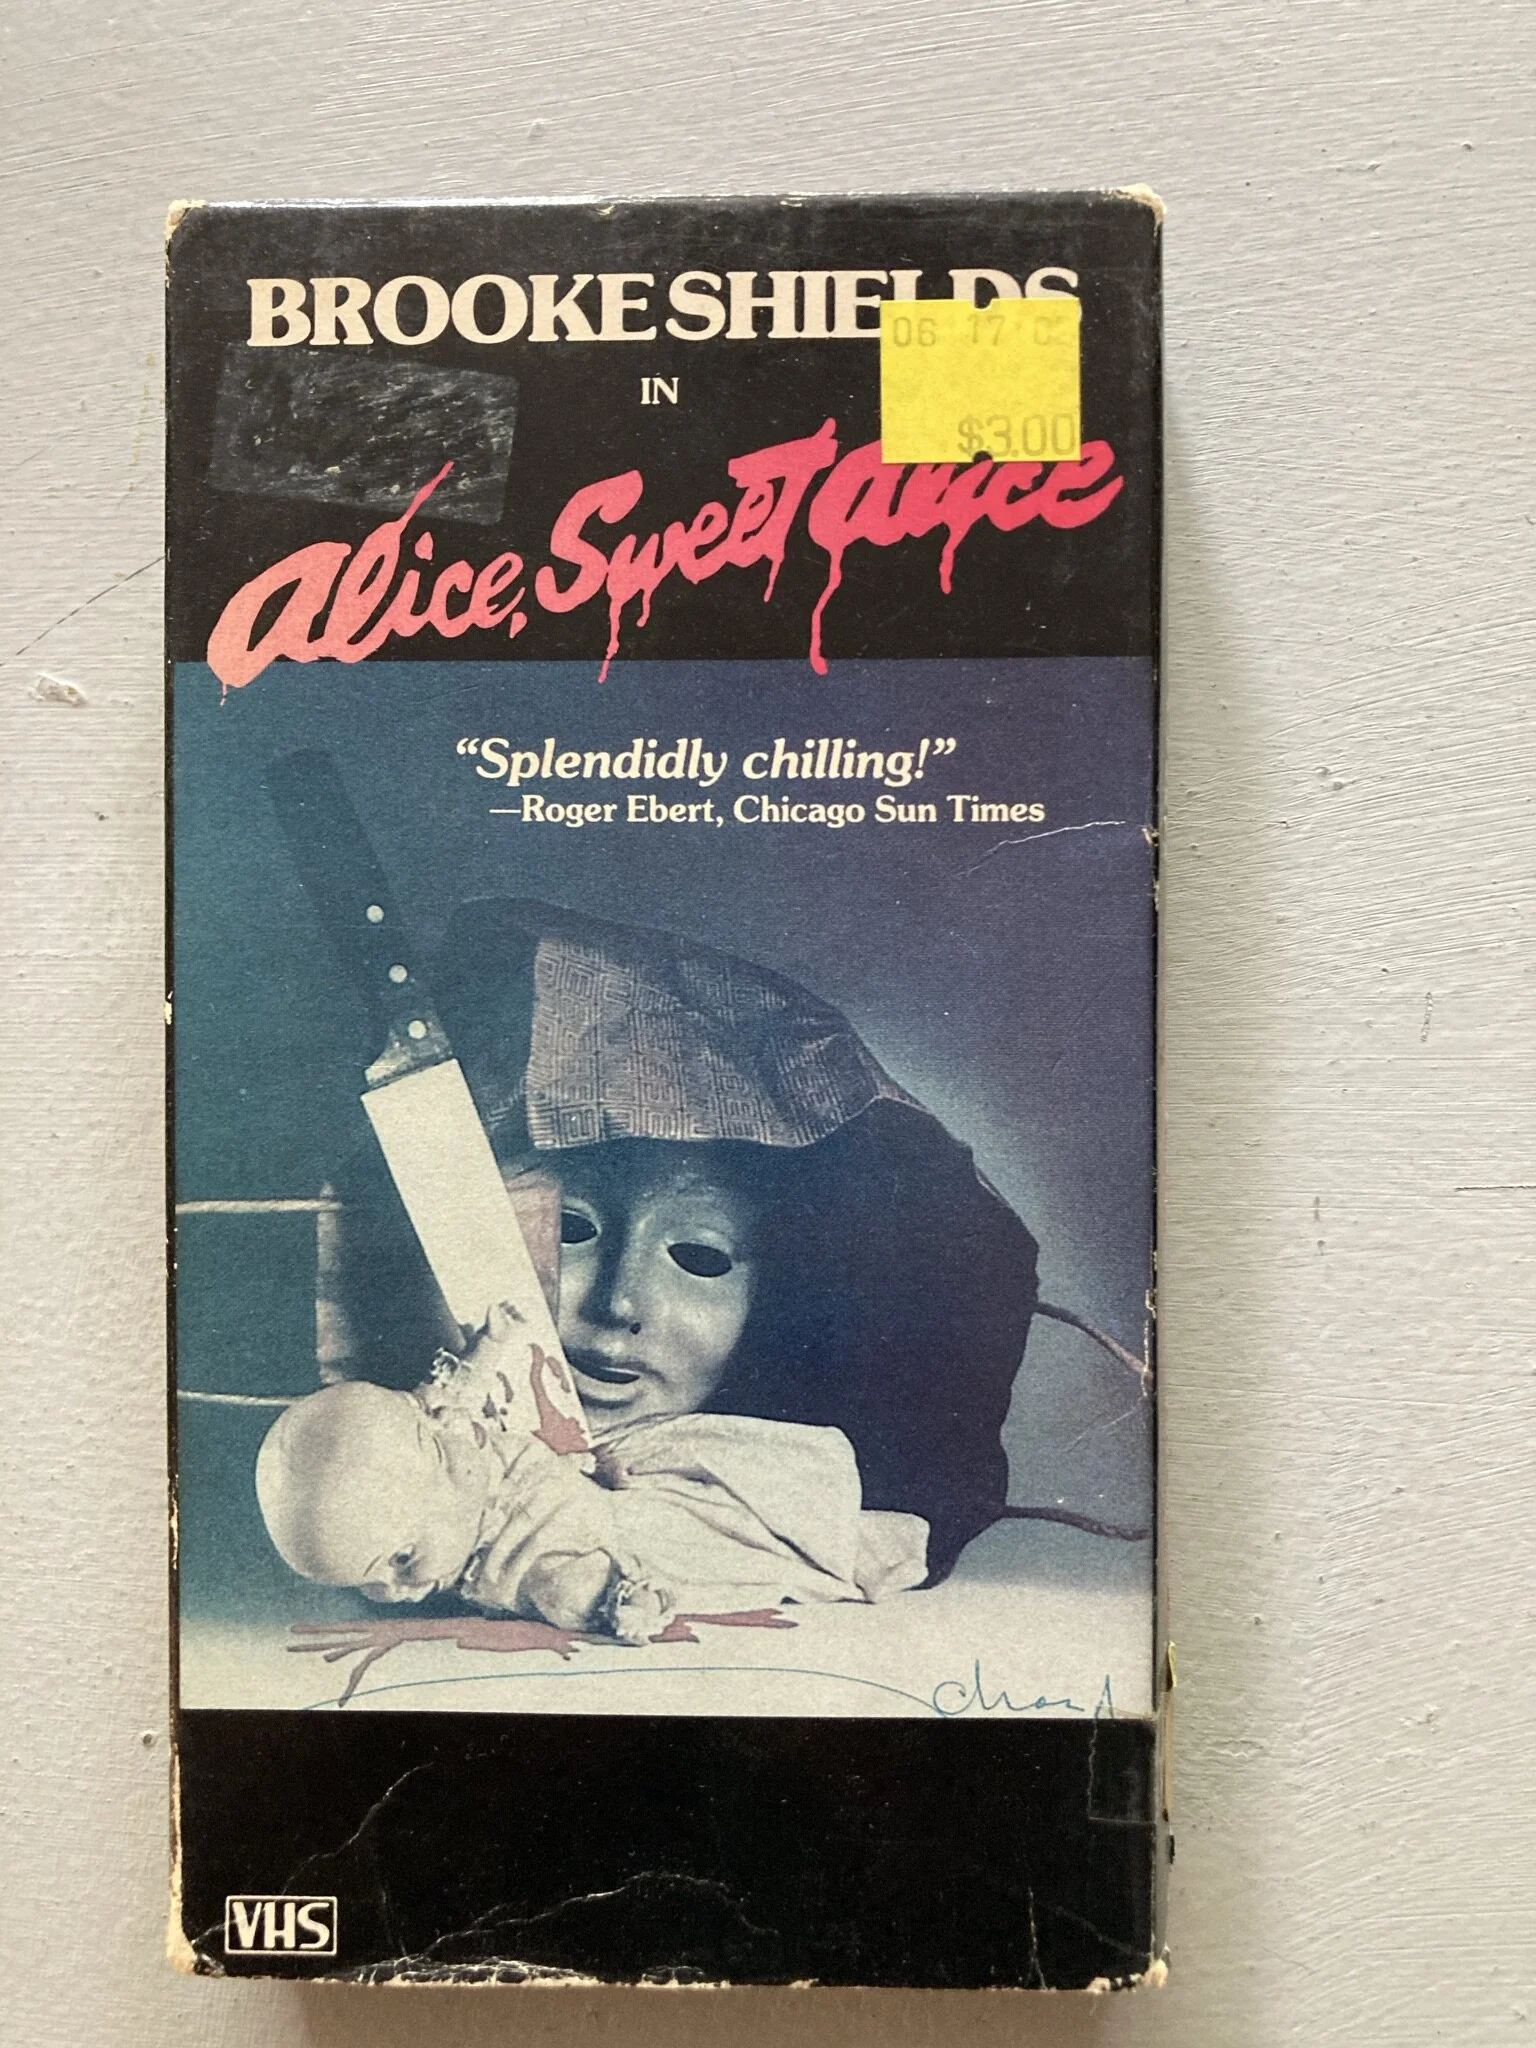 BROOKE SHIELDS
06 17 0
$3.00
IN
Alice, Sweet Alice
“Splendidly chilling!”
—Roger Ebert, Chicago Sun Times
VHS